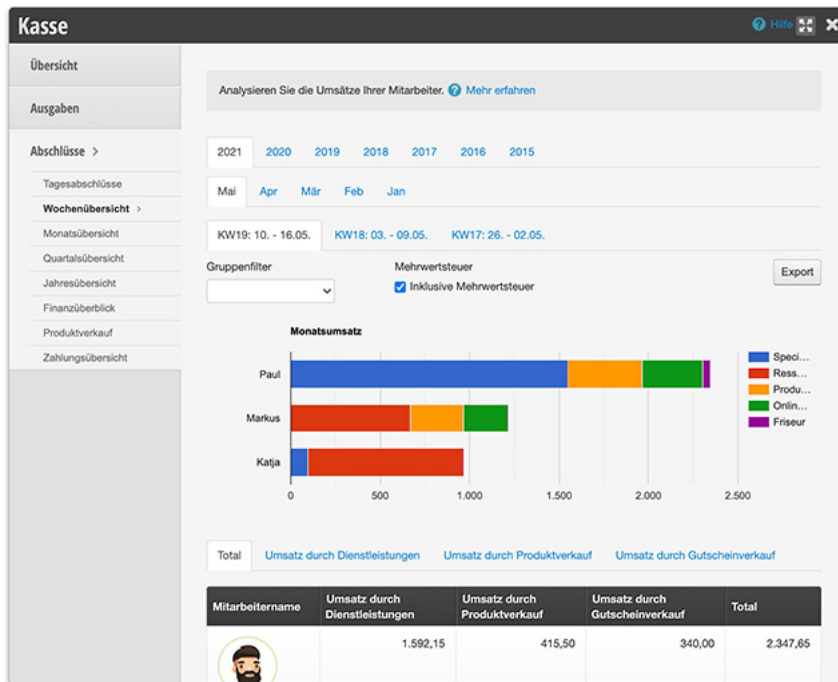 Kasse
Hilfe
Übersicht
Ausgaben
Abschlüsse >
Tagesabschlüsse
Wochenübersicht >
Monatsübersicht
Quartalsübersicht
Jahresübersicht
Finanzüberblick
Produktverkauf
Zahlungsübersicht
Analysieren Sie die Umsätze Ihrer Mitarbeiter. ? Mehr erfahren
2021 2020 2019 2018 2017 2016 2015
Mai Apr Mär Feb Jan
KW19: 10. - 16.05. KW18: 03. - 09.05. KW17: 26. - 02.05.
Gruppenfilter Mehrwertsteuer
Inklusive Mehrwertsteuer
Export
Monatsumsatz
Paul
Markus
Katja
0 500 1.000 1.500 2.000 2.500
Speci...
Ress...
Produ...
Onlin...
Friseur
Total Umsatz durch Dienstleistungen Umsatz durch Produktverkauf Umsatz durch Gutscheinverkauf
Mitarbeitername Umsatz durch Dienstleistungen Umsatz durch Produktverkauf Umsatz durch Gutscheinverkauf Total
1.592,15 415,50 340,00 2.347,65